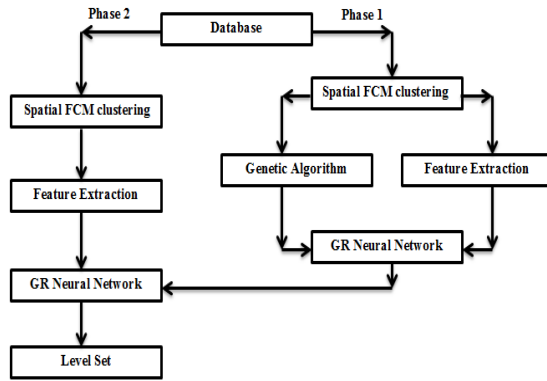 Phase 2
Database
Phase 1
Spatial FCM clustering
Spatial FCM clustering
Genetic Algorithm
Feature Extraction
Feature Extraction
GR Neural Network
GR Neural Network
Level Set